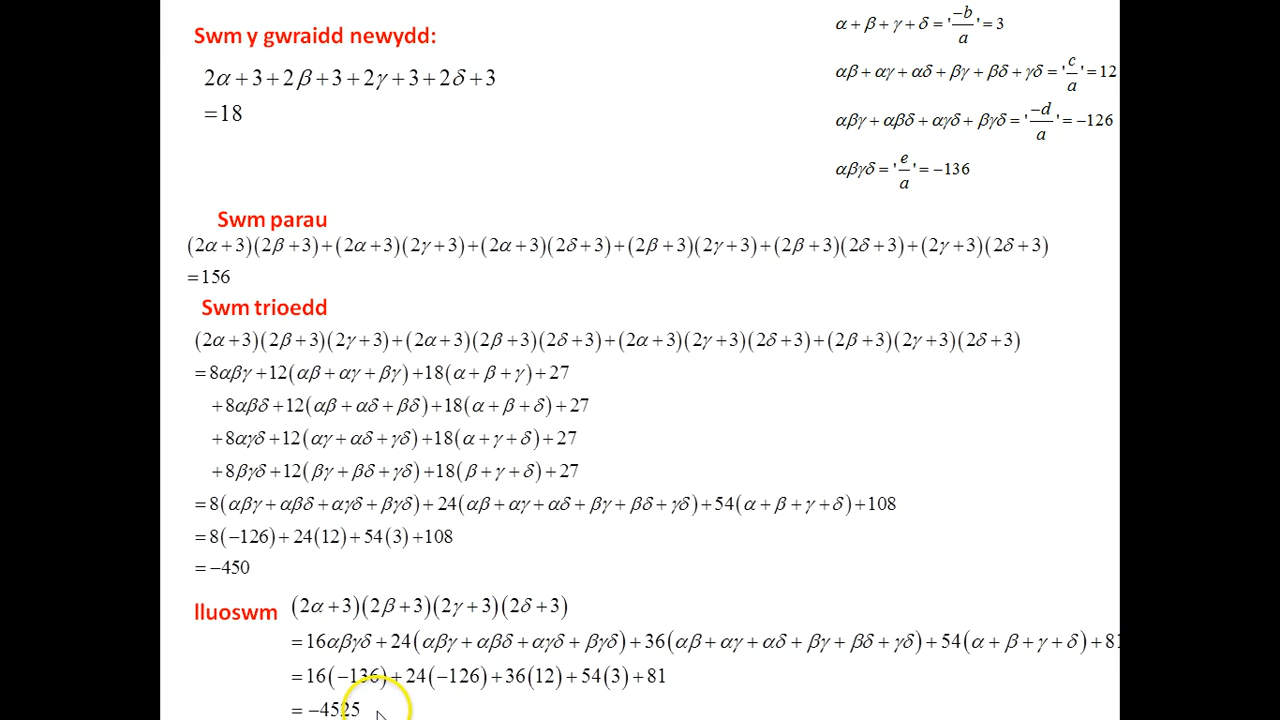 Swm y gwraidd newydd:
2α + 3 + 2β + 3 + 2γ + 3 + 2δ + 3
= 18
α + β + γ + δ = '−b/a' = 3
αβ + αγ + αδ + βγ + βδ + γδ = 'c/a' = 12
αβγ + αβδ + αγδ + βγδ = '−d/a' = −126
αβγδ = 'e/a' = −136
Swm parau
(2α + 3)(2β + 3) + (2α + 3)(2γ + 3) + (2α + 3)(2δ + 3) + (2β + 3)(2γ + 3) + (2β + 3)(2δ + 3) + (2γ + 3)(2δ + 3)
= 156
Swm trioedd
(2α + 3)(2β + 3)(2γ + 3) + (2α + 3)(2β + 3)(2δ + 3) + (2α + 3)(2γ + 3)(2δ + 3) + (2β + 3)(2γ + 3)(2δ + 3)
= 8αβγ + 12(αβ + αγ + βγ) + 18(α + β + γ) + 27
+ 8αβδ + 12(αβ + αδ + βδ) + 18(α + β + δ) + 27
+ 8αγδ + 12(αγ + αδ + γδ) + 18(α + γ + δ) + 27
+ 8βγδ + 12(βγ + βδ + γδ) + 18(β + γ + δ) + 27
= 8(αβγ + αβδ + αγδ + βγδ) + 24(αβ + αγ + αδ + βγ + βδ + γδ) + 54(α + β + γ + δ) + 108
= 8(−126) + 24(12) + 54(3) + 108
= −450
lluoswm (2α + 3)(2β + 3)(2γ + 3)(2δ + 3)
= 16αβγδ + 24(αβγ + αβδ + αγδ + βγδ) + 36(αβ + αγ + αδ + βγ + βδ + γδ) + 54(α + β + γ + δ) + 81
= 16(−136) + 24(−126) + 36(12) + 54(3) + 81
= −4525